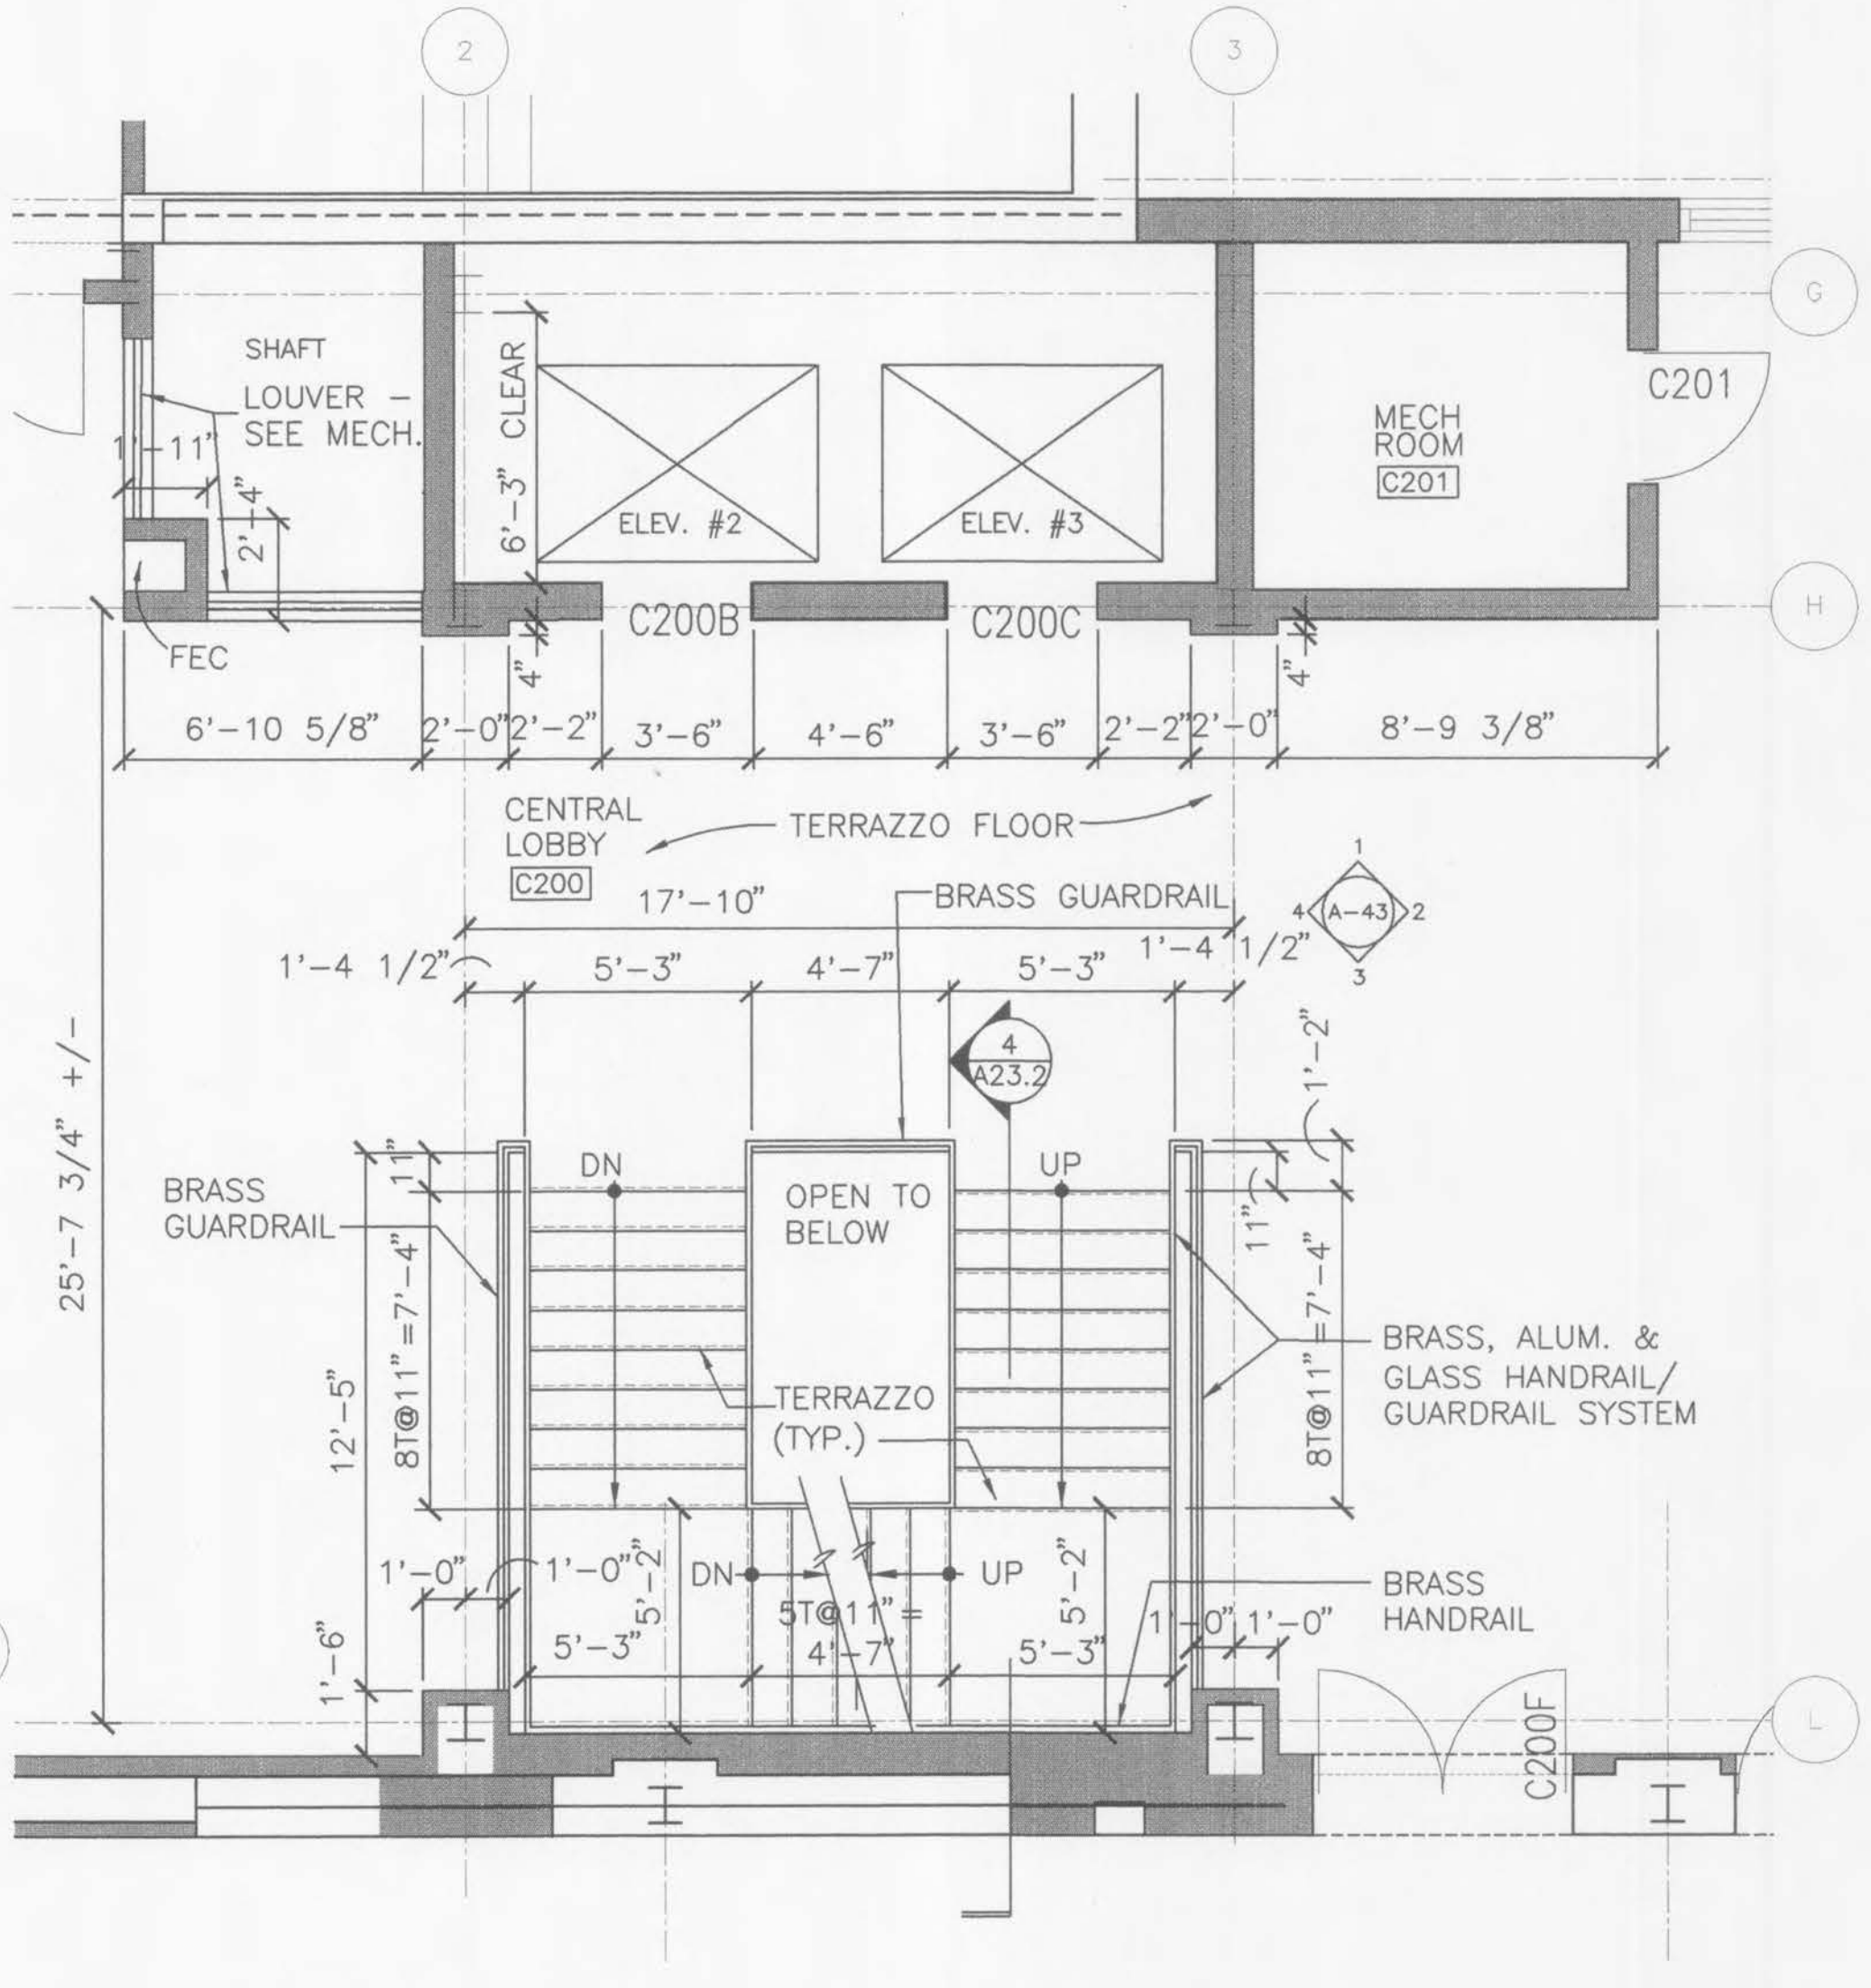 2
3
G
SHAFT
LOUVER –
SEE MECH.
6'–3" CLEAR
C201
MECH
ROOM
C201
1'–11"
2'–4"
ELEV. #2
ELEV. #3
H
C200B
C200C
FEC
4"
4"
6'–10 5/8"
2'–0"
2'–2"
3'–6"
4'–6"
3'–6"
2'–2"
2'–0"
8'–9 3/8"
CENTRAL
LOBBY
C200
TERRAZZO FLOOR
1
4
A–43
2
3
17'–10"
BRASS GUARDRAIL
1'–4 1/2"
5'–3"
4'–7"
5'–3"
1'–4 1/2"
25'–7 3/4" +/–
4
A23.2
1'–2"
11"
DN
UP
OPEN TO
BELOW
11"
BRASS
GUARDRAIL
8T@11"=7'–4"
12'–5"
8T@11"=7'–4"
BRASS, ALUM. &
GLASS HANDRAIL/
GUARDRAIL SYSTEM
TERRAZZO
(TYP.)
1'–0"
1'–0"
5'–2"
DN
UP
5'–2"
BRASS
HANDRAIL
5T@11"=
4'–7"
5'–3"
5'–3"
1'–0"
1'–0"
1'–6"
C200F
L